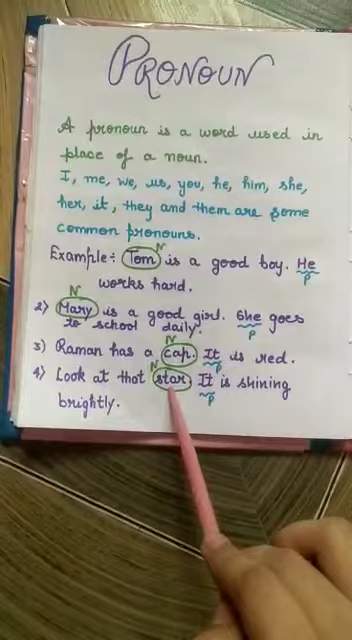 PRONOUN
A pronoun is a word used in
place of a noun.
I, me, we, us, you, he, him, she,
her, it, they and them are some
common pronouns.
N
Example:- Tom is a good boy. He
P
works hard.
N
2) Mary is a good girl. She goes
P
to school daily.
N
3) Raman has a cap. It is red.
P
N
4) Look at that star. It is shining
P
brightly.